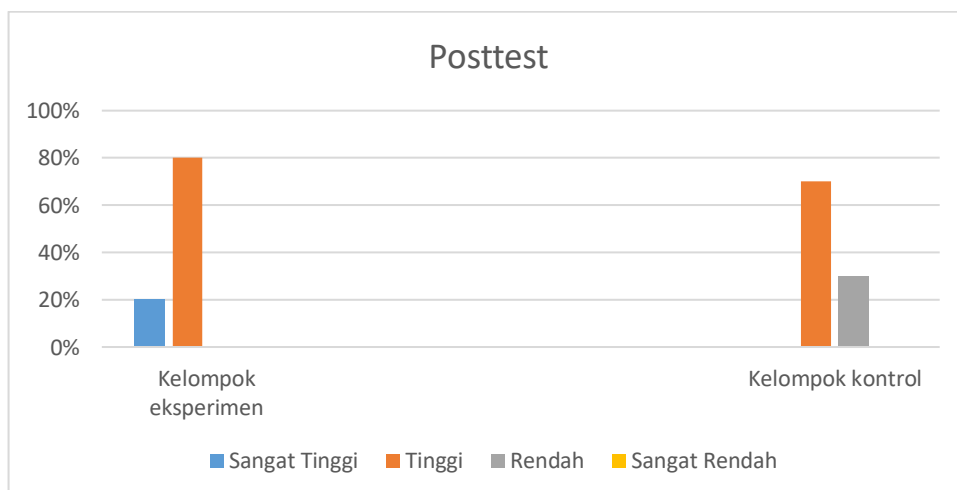 Posttest
100%
80%
60%
40%
20%
0%
Kelompok
eksperimen
Kelompok kontrol
Sangat Tinggi Tinggi Rendah Sangat Rendah